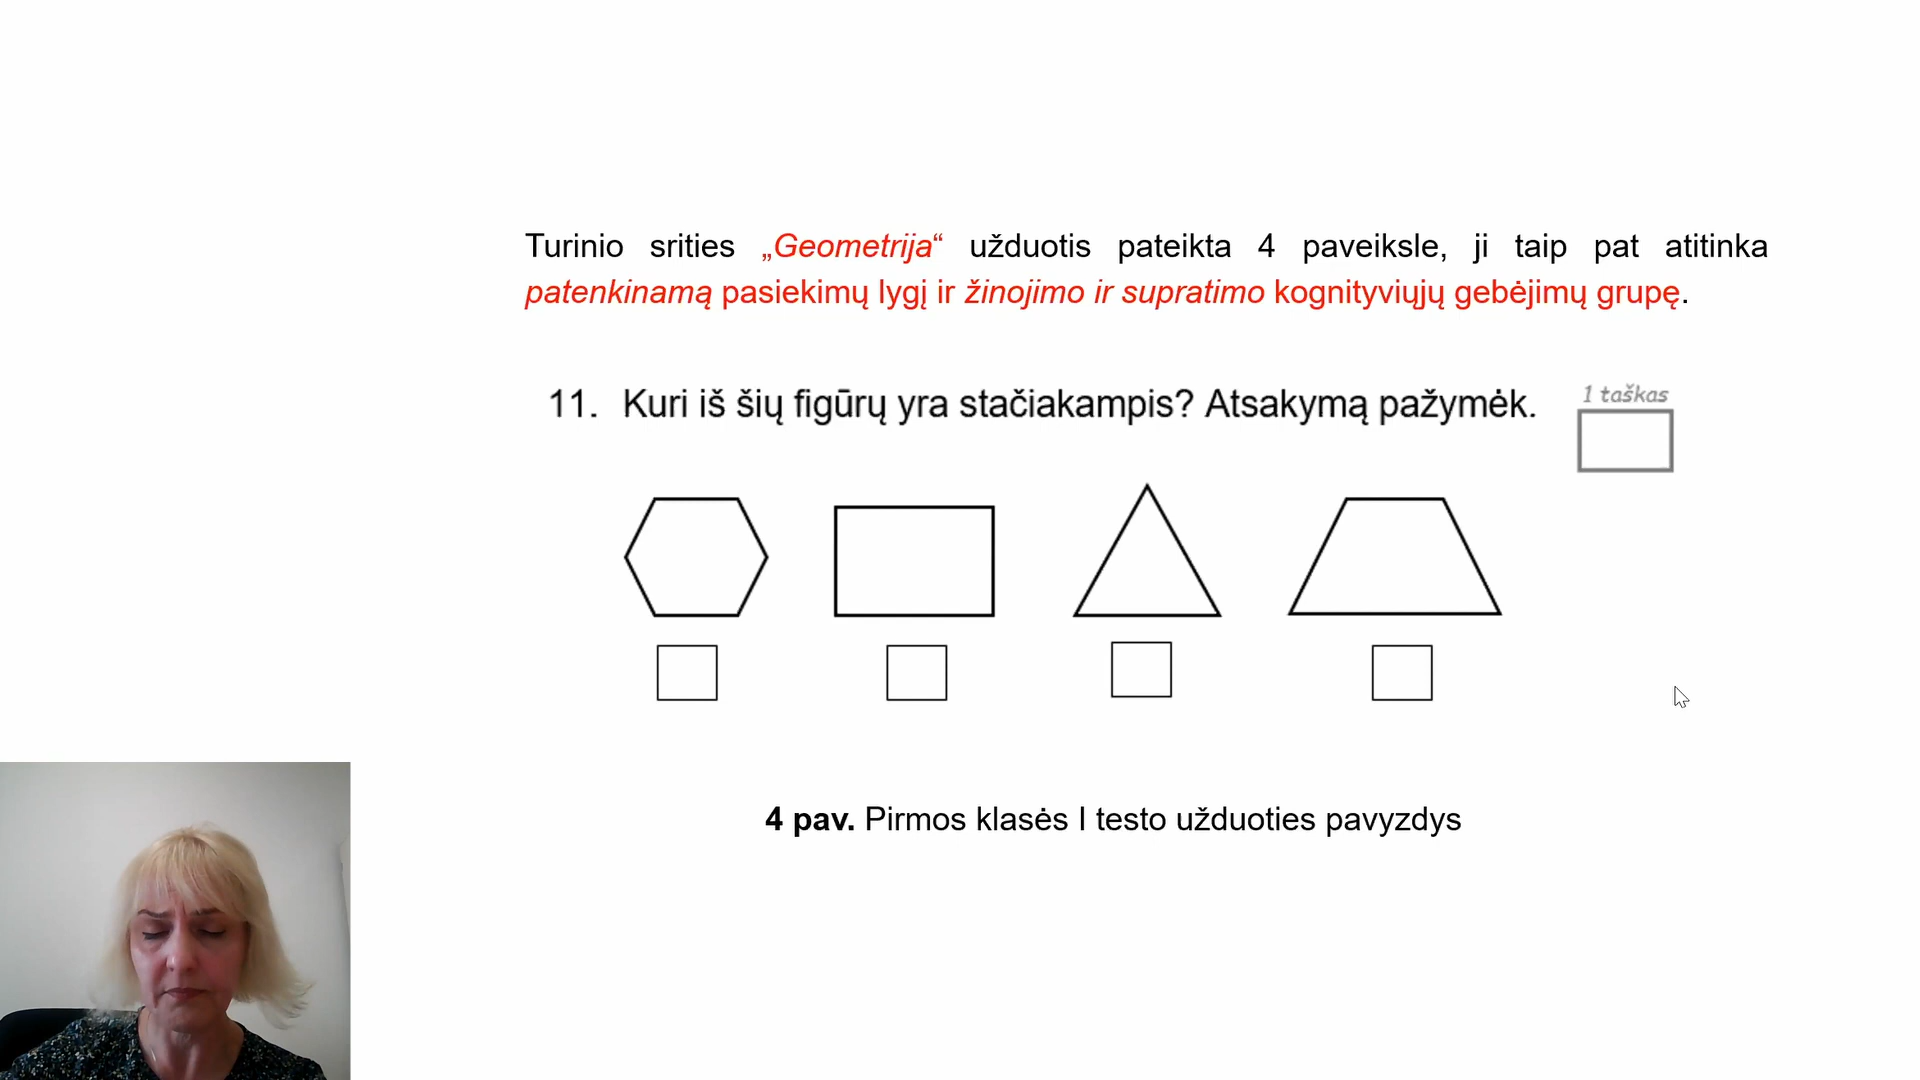 Turinio srities „Geometrija“ užduotis pateikta 4 paveiksle, ji taip pat atitinka
patenkinamą pasiekimų lygį ir žinojimo ir supratimo kognityviųjų gebėjimų grupę.
11. Kuri iš šių figūrų yra stačiakampis? Atsakymą pažymėk.
1 taškas
4 pav. Pirmos klasės I testo užduoties pavyzdys